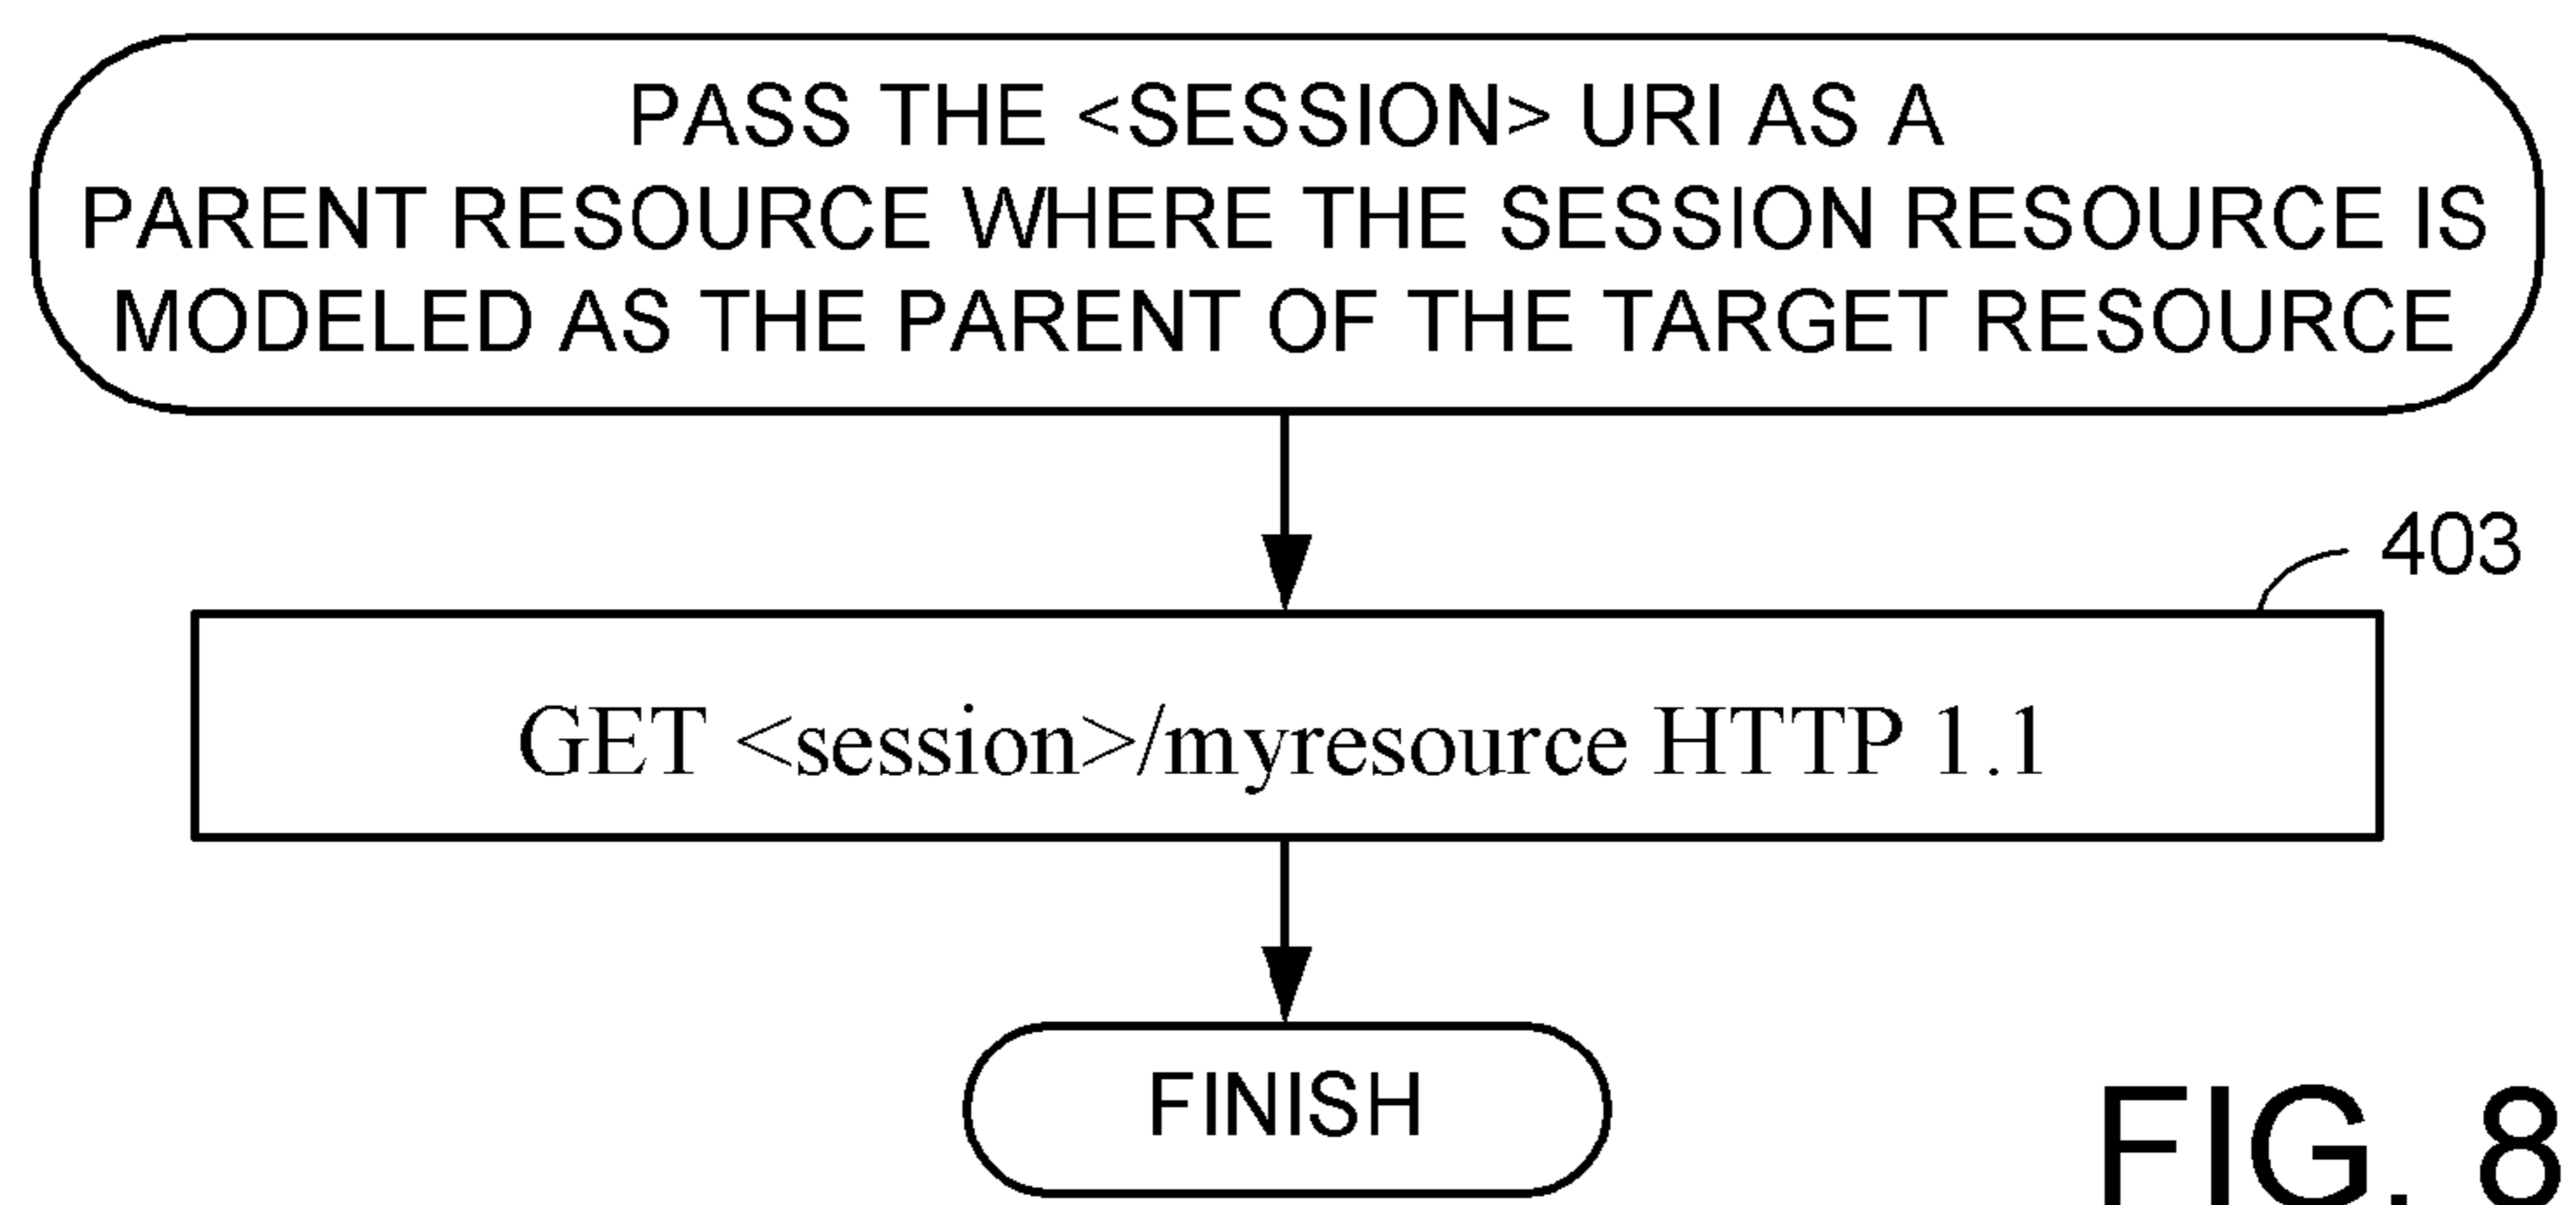 PASS THE <SESSION> URI AS A
PARENT RESOURCE WHERE THE SESSION RESOURCE IS
MODELED AS THE PARENT OF THE TARGET RESOURCE
403
GET <session>/myresource HTTP 1.1
FINISH
FIG. 8